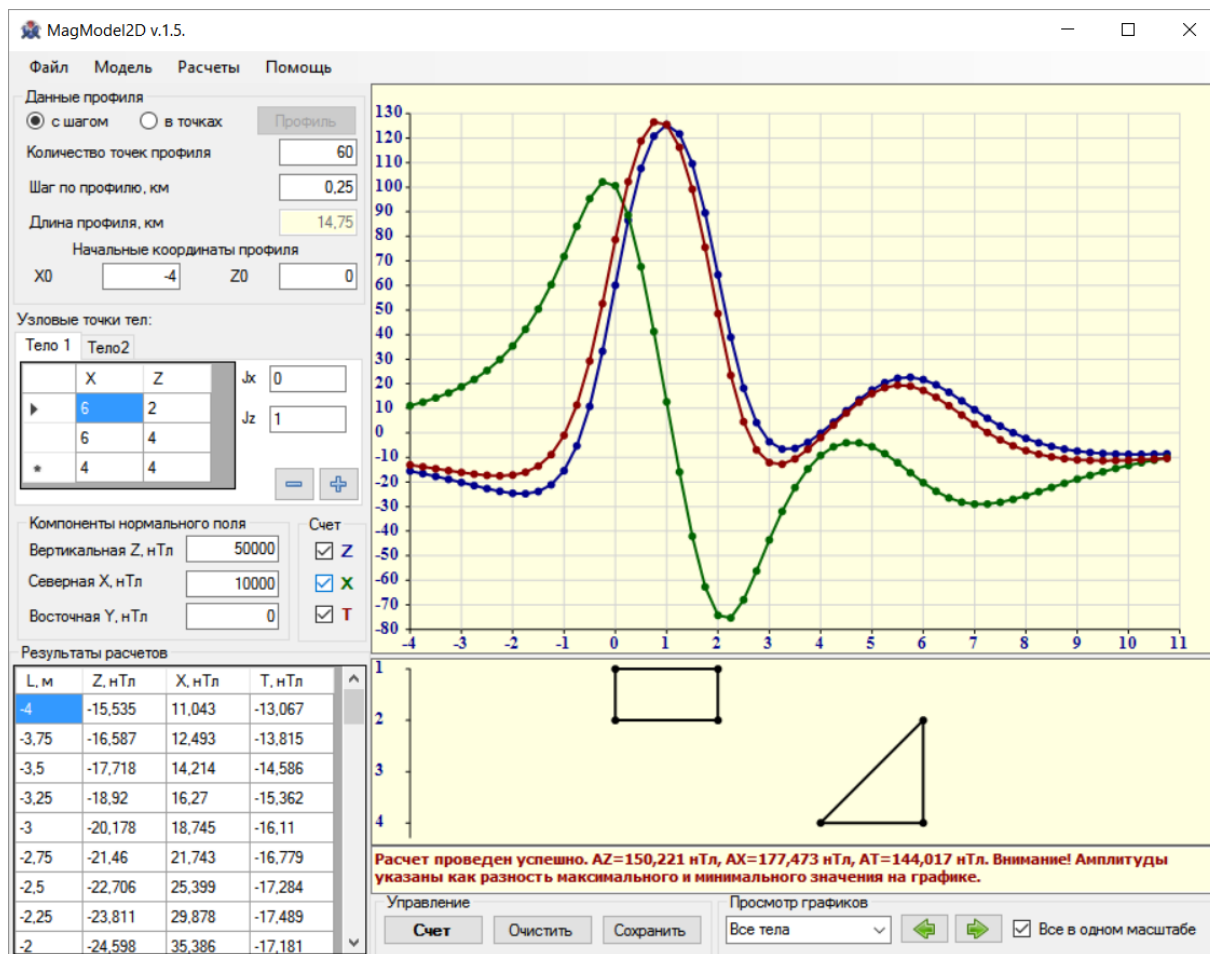 MagModel2D v.1.5.
Файл Модель Расчеты Помощь
Данные профиля
с шагом в точках Профиль
Количество точек профиля 60
Шаг по профилю, км 0,25
Длина профиля, км 14,75
Начальные координаты профиля
X0 -4 Z0 0
Узловые точки тел:
Тело 1 Тело2
X Z
6 2
6 4
* 4 4
Jx 0
Jz 1
Компоненты нормального поля
Вертикальная Z, нТл 50000
Северная X, нТл 10000
Восточная Y, нТл 0
Счет
Z
X
T
Результаты расчетов
L, м Z, нТл X, нТл T, нТл
-4 -15,535 11,043 -13,067
-3,75 -16,587 12,493 -13,815
-3,5 -17,718 14,214 -14,586
-3,25 -18,92 16,27 -15,362
-3 -20,178 18,745 -16,11
-2,75 -21,46 21,743 -16,779
-2,5 -22,706 25,399 -17,284
-2,25 -23,811 29,878 -17,489
-2 -24,598 35,386 -17,181
130
120
110
100
90
80
70
60
50
40
30
20
10
0
-10
-20
-30
-40
-50
-60
-70
-80
-4 -3 -2 -1 0 1 2 3 4 5 6 7 8 9 10 11
1
2
3
4
Расчет проведен успешно. AZ=150,221 нТл, AX=177,473 нТл, AT=144,017 нТл. Внимание! Амплитуды
указаны как разность максимального и минимального значения на графике.
Управление
Счет Очистить Сохранить
Просмотр графиков
Все тела Все в одном масштабе